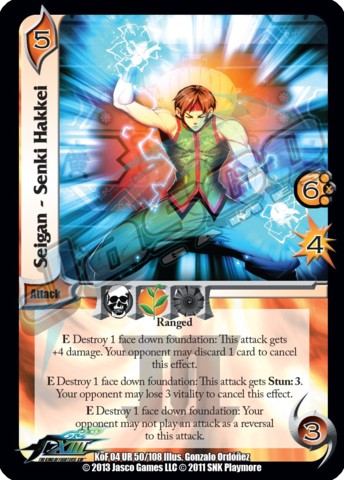 5
Seigan - Senki Hakkei
6
4
Attack
Ranged
E Destroy 1 face down foundation: This attack gets
+4 damage. Your opponent may discard 1 card to cancel
this effect.
E Destroy 1 face down foundation: This attack gets Stun: 3.
Your opponent may lose 3 vitality to cancel this effect.
E Destroy 1 face down foundation: Your
opponent may not play an attack as a reversal
to this attack.
XIII
3
KoF.04 UR 50/108 Illus. Gonzalo Ordóñez
© 2013 Jasco Games LLC © 2011 SNK Playmore